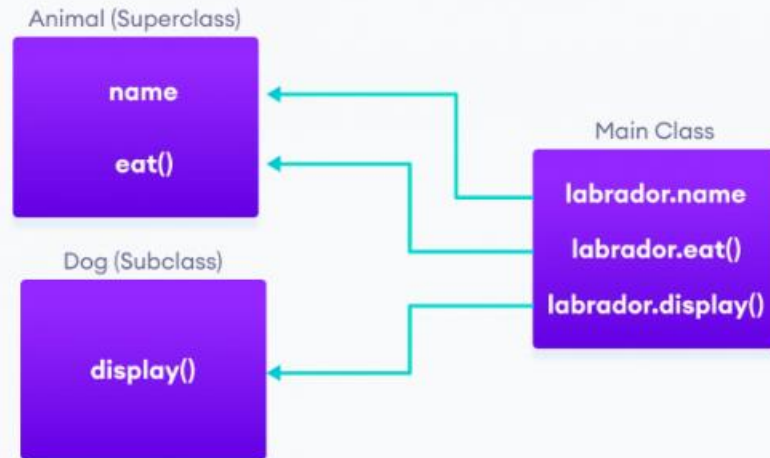 Animal (Superclass)
name
eat()
Dog (Subclass)
display()
Main Class
labrador.name
labrador.eat()
labrador.display()